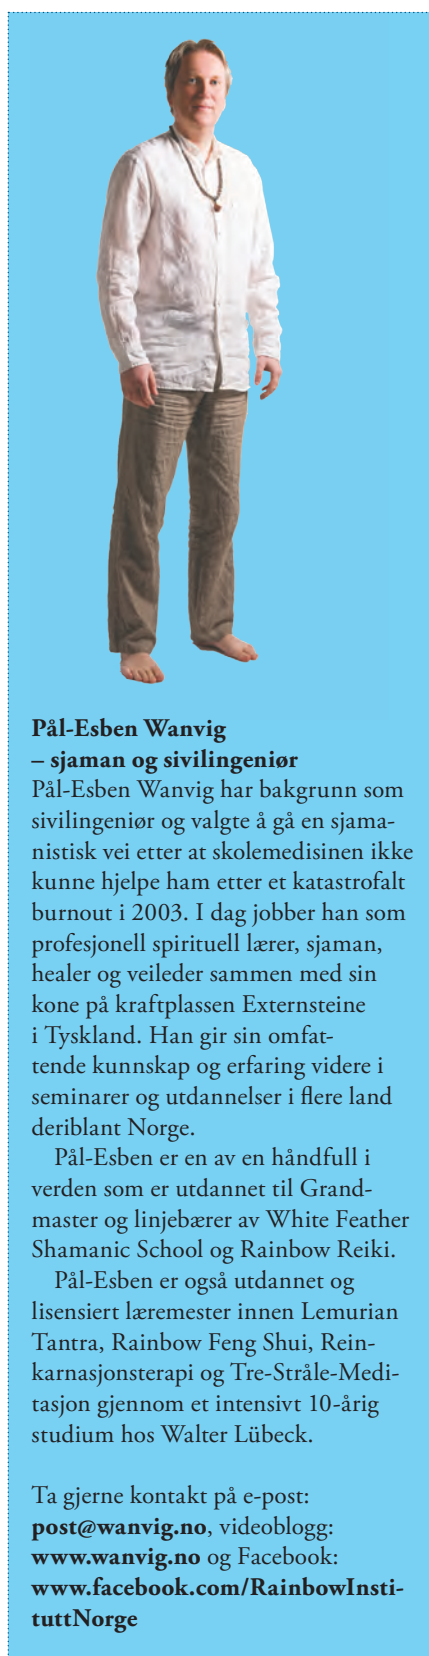 Pål-Esben Wanvig
– sjaman og sivilingeniør
Pål-Esben Wanvig har bakgrunn som
sivilingeniør og valgte å gå en sjama-
nistisk vei etter at skolemedisinen ikke
kunne hjelpe ham etter et katastrofalt
burnout i 2003. I dag jobber han som
profesjonell spirituell lærer, sjaman,
healer og veileder sammen med sin
kone på kraftplassen Externsteine
i Tyskland. Han gir sin omfat-
tende kunnskap og erfaring videre i
seminarer og utdannelser i flere land
deriblant Norge.
Pål-Esben er en av en håndfull i
verden som er utdannet til Grand-
master og linjebærer av White Feather
Shamanic School og Rainbow Reiki.
Pål-Esben er også utdannet og
lisensiert læremester innen Lemurian
Tantra, Rainbow Feng Shui, Rein-
karnasjonsterapi og Tre-Stråle-Medi-
tasjon gjennom et intensivt 10-årig
studium hos Walter Lübeck.
Ta gjerne kontakt på e-post:
post@wanvig.no, videoblogg:
www.wanvig.no og Facebook:
www.facebook.com/RainbowInsti-
tuttNorge